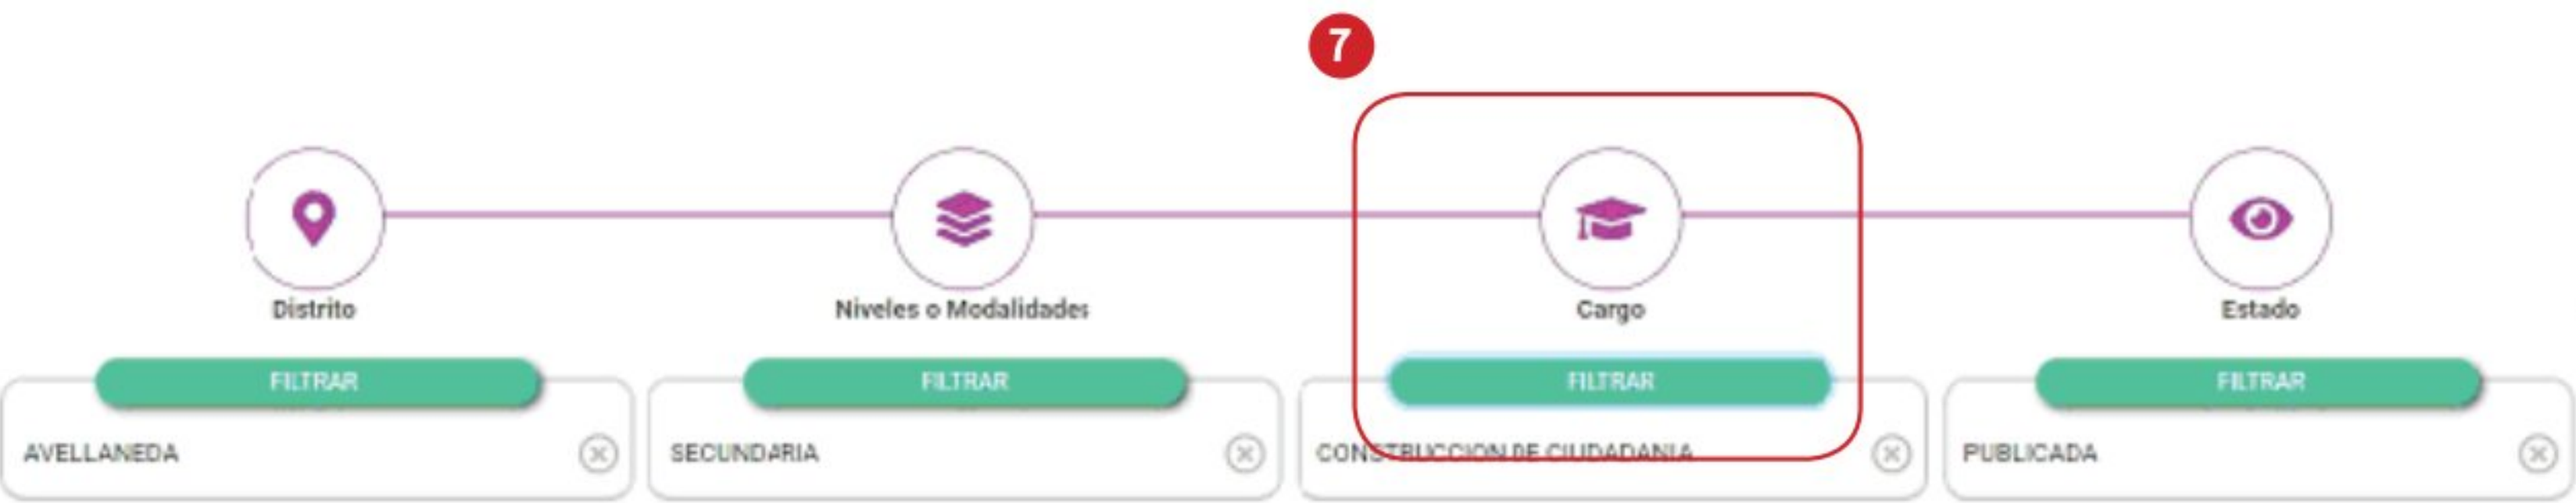 7
Distrito
Niveles o Modalidades
Cargo
Estado
FILTRAR
FILTRAR
FILTRAR
FILTRAR
AVELLANEDA
SECUNDARIA
CONSTRUCCION DE CIUDADANIA
PUBLICADA